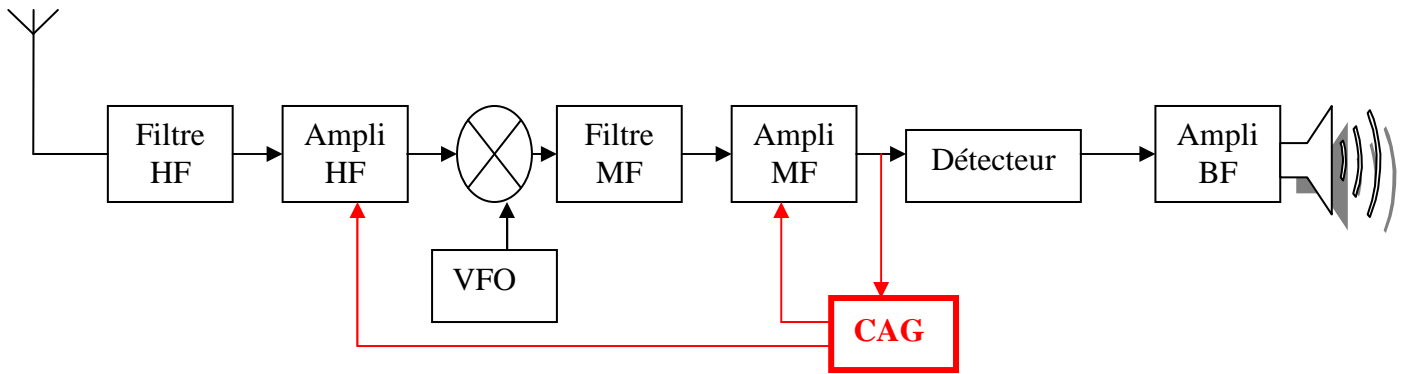 Filtre
HF
Ampli
HF
Filtre
MF
Ampli
MF
Détecteur
Ampli
BF
VFO
CAG